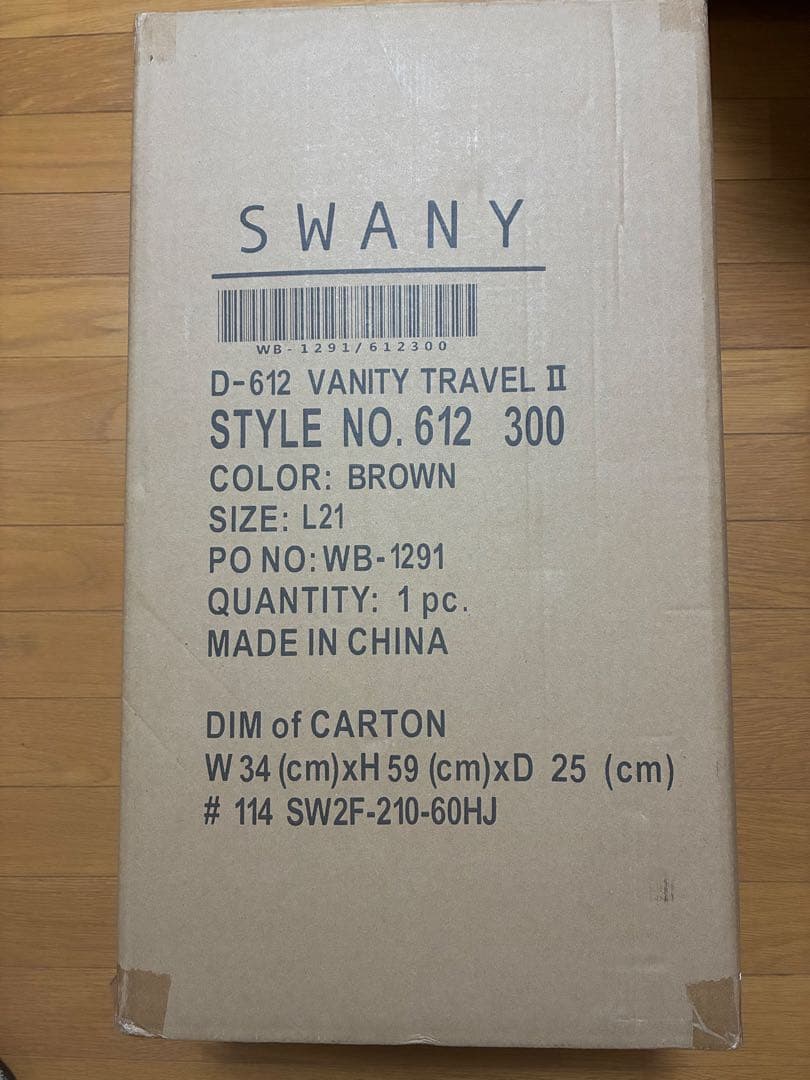 SWANY
WB-1291/612300
D-612 VANITY TRAVEL Ⅱ
STYLE NO. 612 300
COLOR: BROWN
SIZE: L21
PO NO: WB-1291
QUANTITY: 1 pc.
MADE IN CHINA
DIM of CARTON
W 34 (cm)xH 59 (cm)xD 25 (cm)
# 114 SW2F-210-60HJ